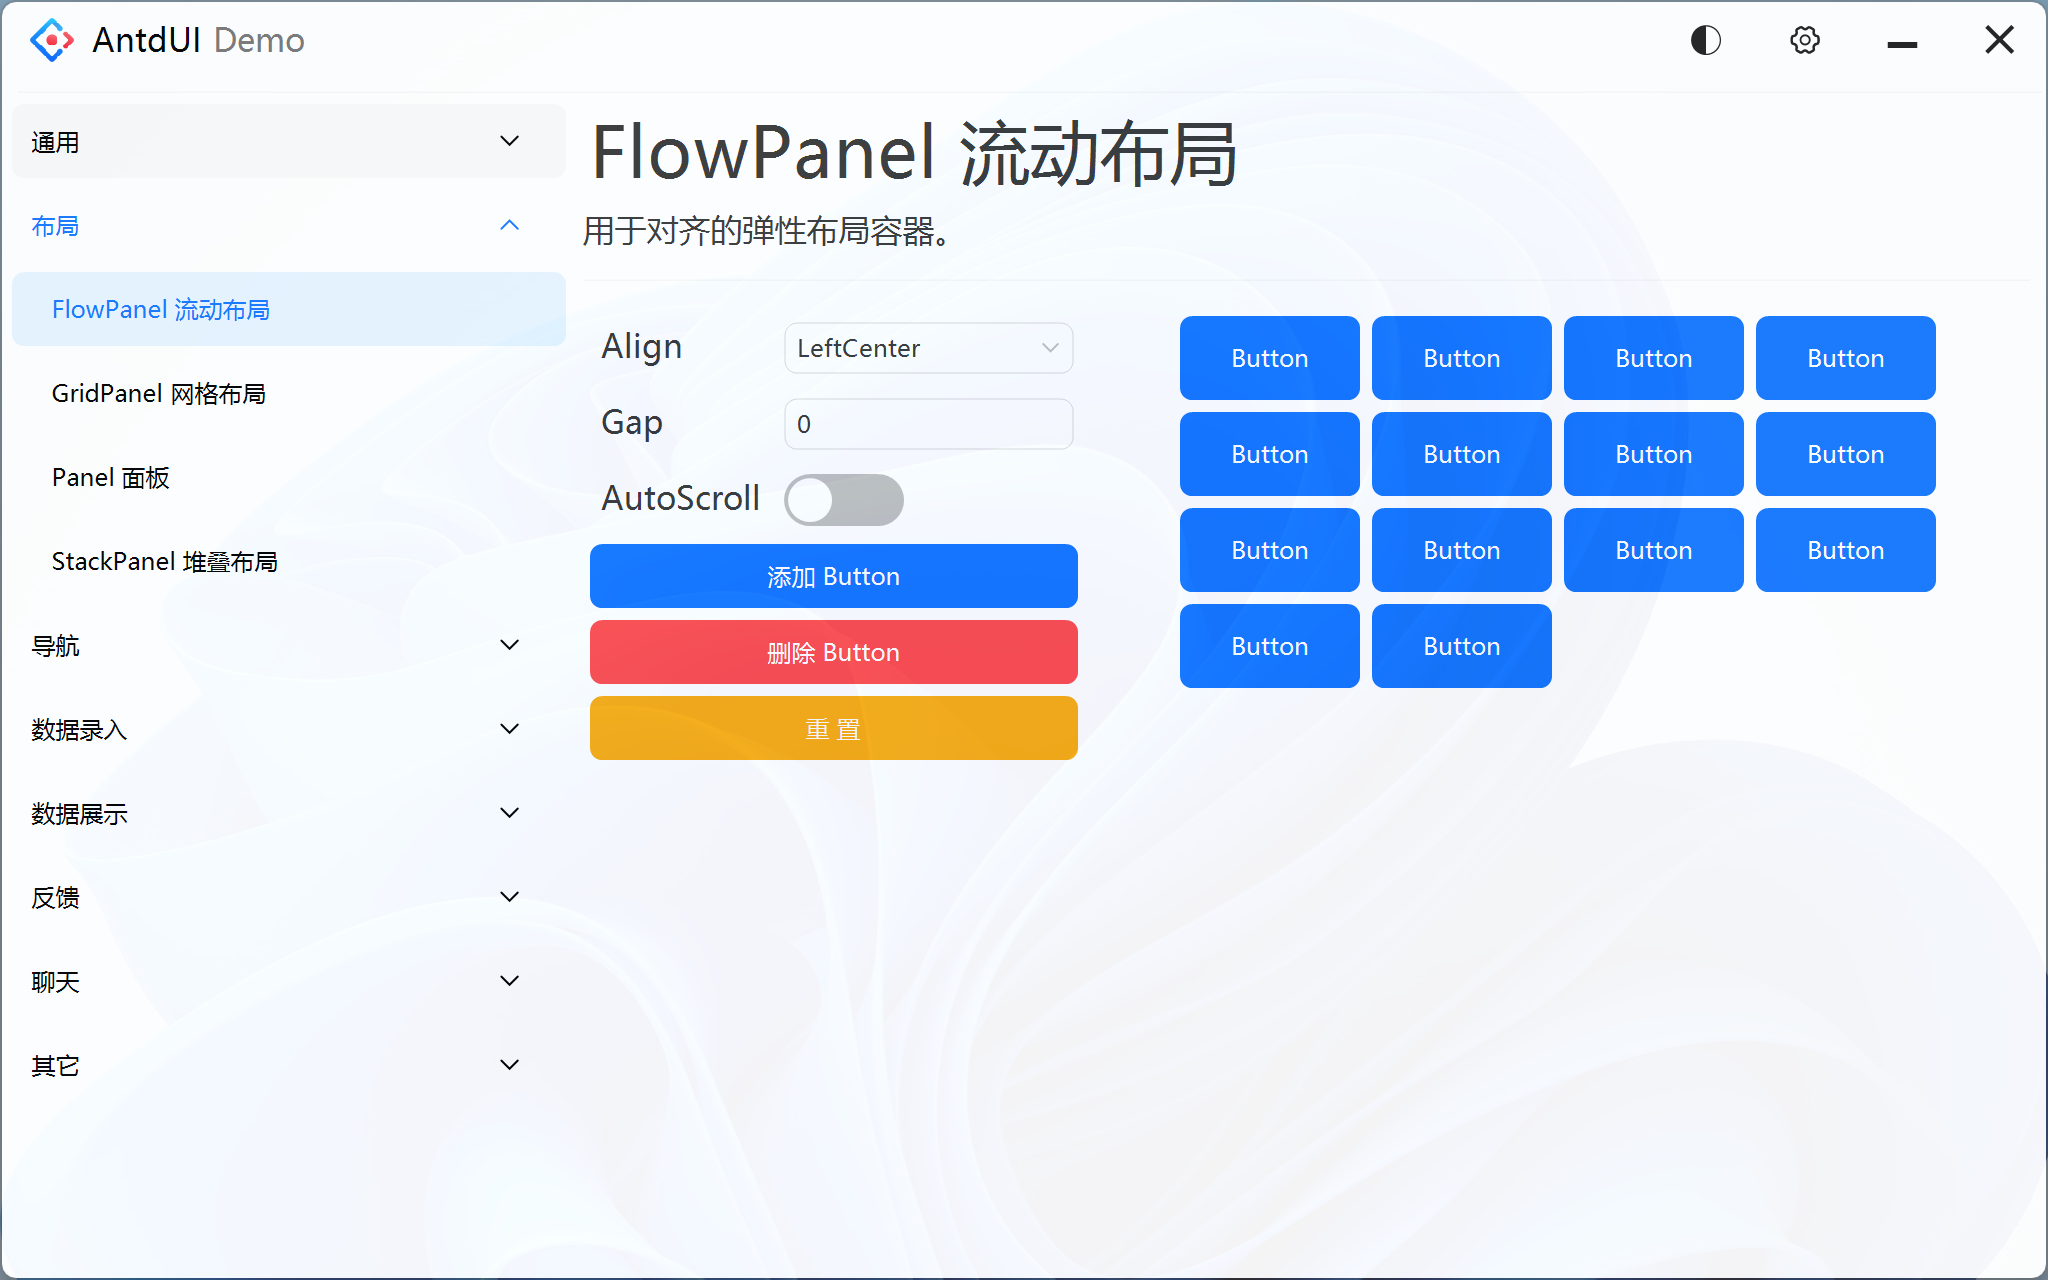 AntdUI Demo
通用
布局
FlowPanel 流动布局
GridPanel 网格布局
Panel 面板
StackPanel 堆叠布局
导航
数据录入
数据展示
反馈
聊天
其它
FlowPanel 流动布局
用于对齐的弹性布局容器。
Align LeftCenter
Gap 0
AutoScroll
添加 Button
删除 Button
重 置
Button Button Button Button
Button Button Button Button
Button Button Button Button
Button Button